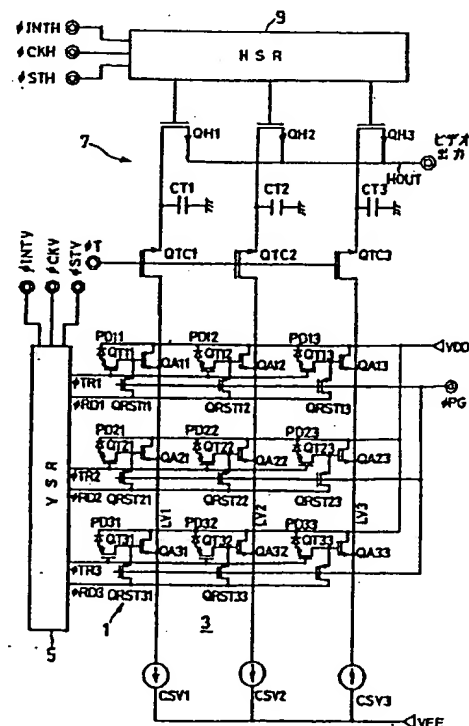 9
φINTH
φCKH
φSTH
HSR
QH1 QH2 QH3
ビデオ
出力
HOUT
7
CT1 CT2 CT3
φINTV
φCKV
φSTV
φT
QTC1 QTC2 QTC3
VDD
PD11 QT11 QA11 PD12 QT12 QA12 PD13 QT13 QA13
φTR1
φRD1
QRST11 QRST12 QRST13
φPG
VSR
PD21 QT21 QA21 PD22 QT22 QA22 PD23 QT23 QA23
φTR2
φRD2
QRST21 QRST22 QRST23
LV1 LV2 LV3
PD31 QT31 QA31 PD32 QT32 QA32 PD33 QT33 QA33
φTR3
φRD3
QRST31 QRST33
5
1
3
CSV1 CSV2 CSV3
VEE